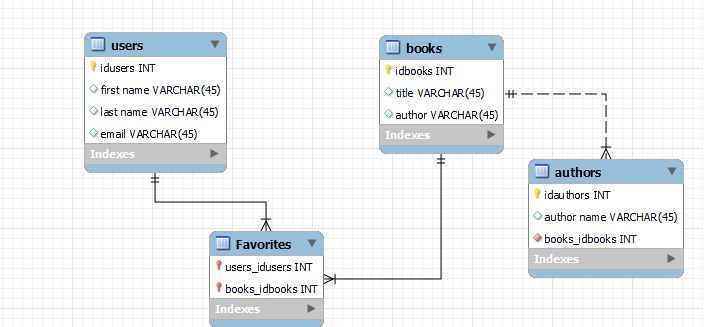 users
idusers INT
first name VARCHAR(45)
last name VARCHAR(45)
email VARCHAR(45)
Indexes
books
idbooks INT
title VARCHAR(45)
author VARCHAR(45)
Indexes
authors
idauthors INT
author name VARCHAR(45)
books_idbooks INT
Indexes
Favorites
users_idusers INT
books_idbooks INT
Indexes